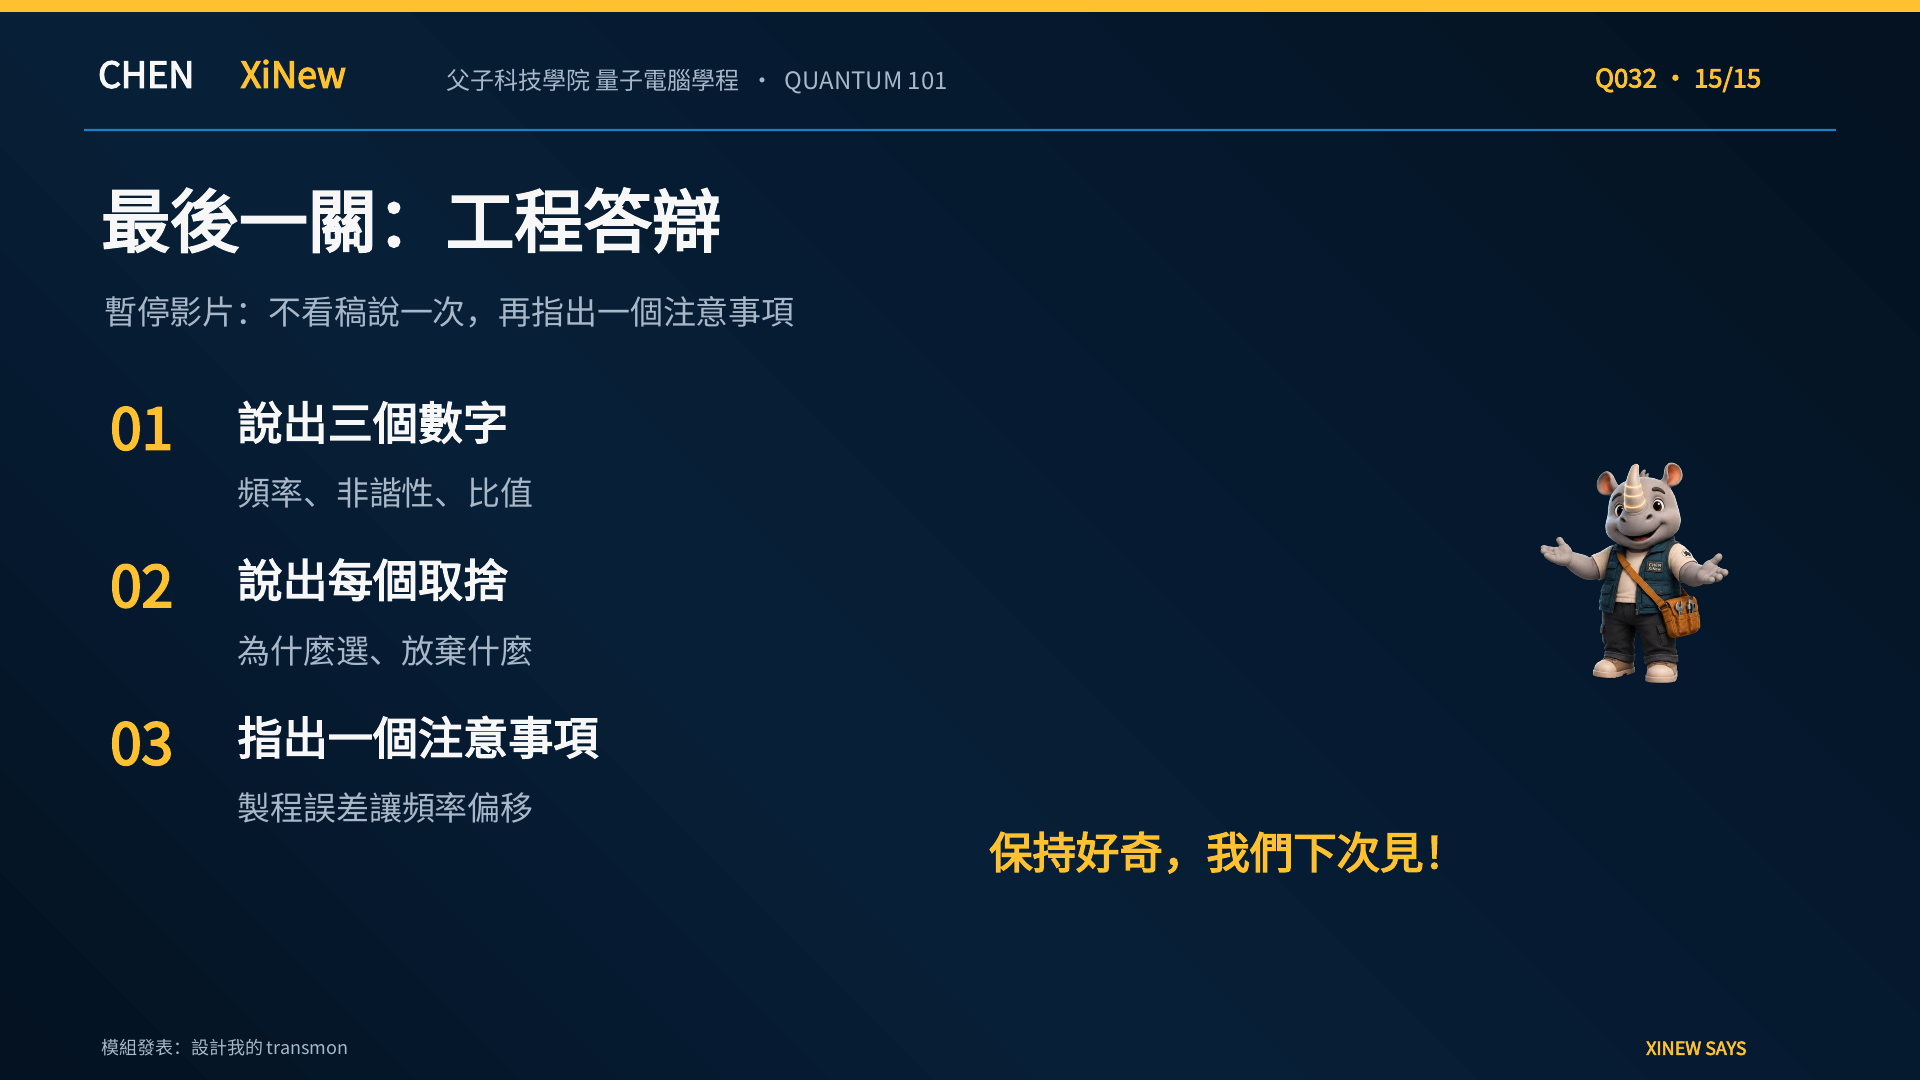 CHEN XiNew 父子科技學院 量子電腦學程 · QUANTUM 101 Q032 · 15/15
最後一關：工程答辯
暫停影片：不看稿說一次，再指出一個注意事項
01 說出三個數字
頻率、非諧性、比值
02 說出每個取捨
為什麼選、放棄什麼
03 指出一個注意事項
製程誤差讓頻率偏移
保持好奇，我們下次見！
模組發表：設計我的 transmon
XINEW SAYS